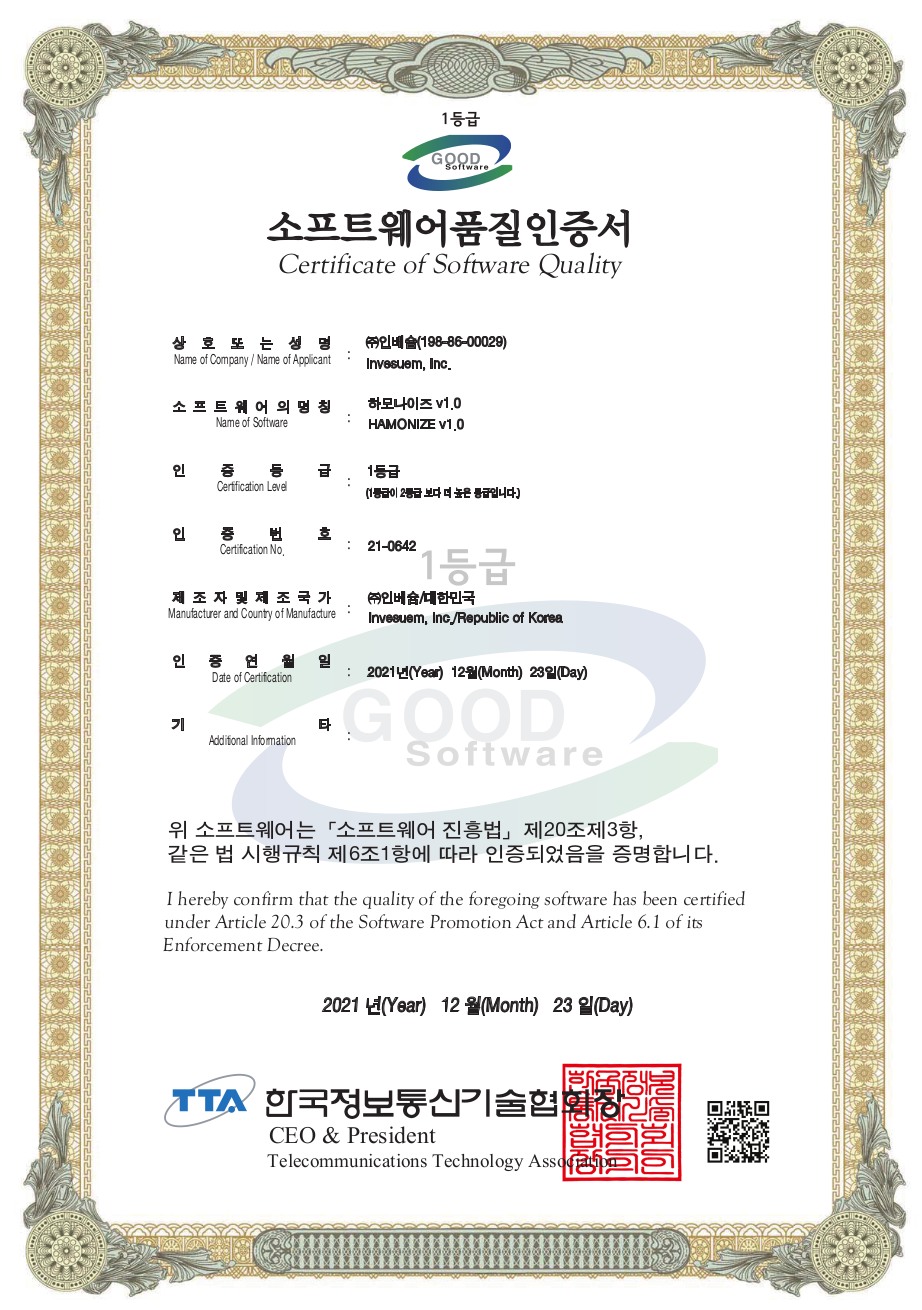 1등급
GOOD
Software
소프트웨어품질인증서
Certificate of Software Quality
상호또는성명 : ㈜인베슘(198-86-00029)
Name of Company / Name of Applicant Invesuem, Inc.
소프트웨어의명칭 : 하모나이즈 v1.0
Name of Software HAMONIZE v1.0
인증등급 : 1등급
Certification Level (1등급이 2등급 보다 더 높은 등급입니다.)
인증번호
Certification No. : 21-0642
1등급
제조자및제조국가 : ㈜인베슘/대한민국
Manufacturer and Country of Manufacture Invesuem, Inc./Republic of Korea
인증연월일
Date of Certification : 2021년(Year) 12월(Month) 23일(Day)
기타
Additional Information :
GOOD
Software
위 소프트웨어는「소프트웨어 진흥법」제20조제3항,
같은 법 시행규칙 제6조1항에 따라 인증되었음을 증명합니다.
I hereby confirm that the quality of the foregoing software has been certified
under Article 20.3 of the Software Promotion Act and Article 6.1 of its
Enforcement Decree.
2021 년(Year) 12 월(Month) 23 일(Day)
TTA 한국정보통신기술협회장
CEO & President
Telecommunications Technology Association